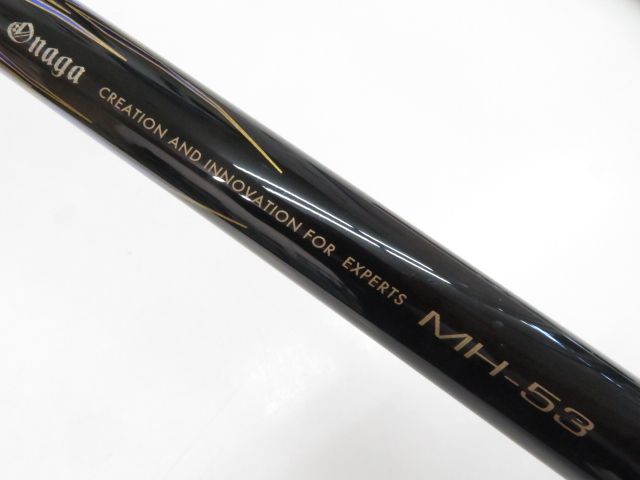 Onaga
CREATION AND INNOVATION FOR EXPERTS
MH-53